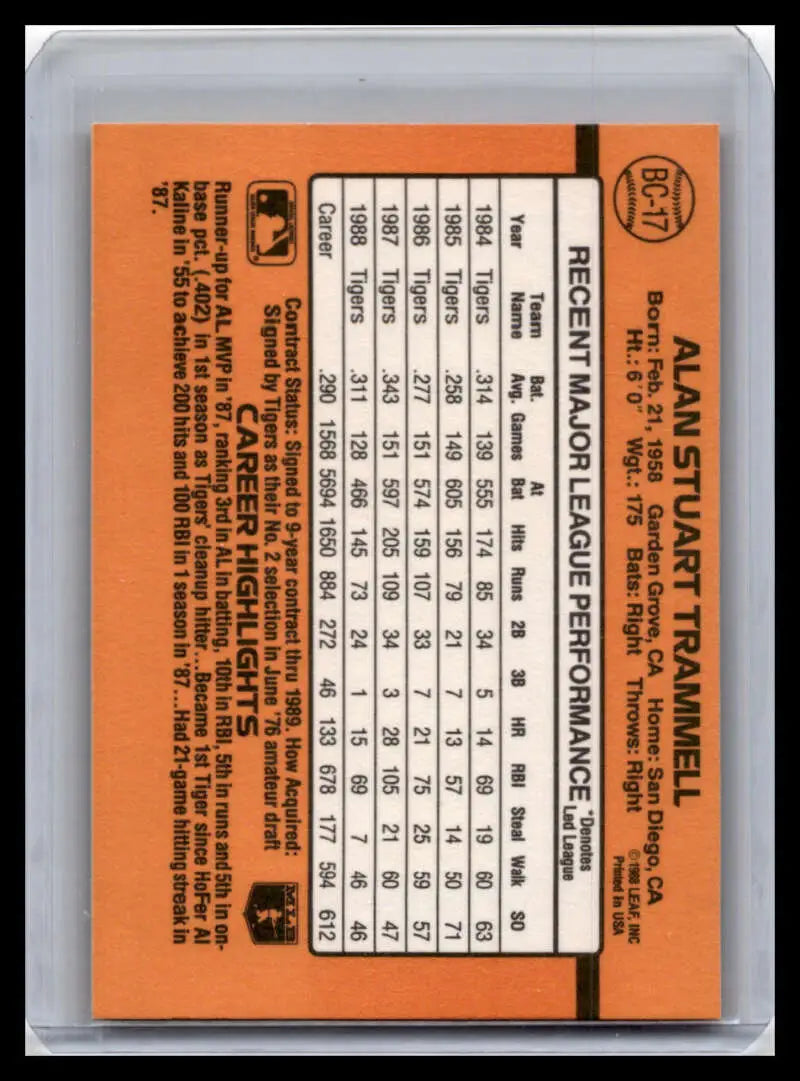 BC-17
ALAN STUART TRAMMELL
Born: Feb. 21, 1958 Garden Grove, CA Home: San Diego, CA
Ht.: 6'0" Wgt.: 175 Bats: Right Throws: Right
© 1988 LEAF, INC
Printed in USA
RECENT MAJOR LEAGUE PERFORMANCE *Denotes Led League
Year Team Name Bat. Avg. Games At Bat Hits Runs 2B 3B HR RBI Steal Walk SO
1984 Tigers .314 139 555 174 85 34 5 14 69 19 60 63
1985 Tigers .258 149 605 156 79 21 7 13 57 14 50 71
1986 Tigers .277 151 574 159 107 33 7 21 75 25 59 57
1987 Tigers .343 151 597 205 109 34 3 28 105 21 60 47
1988 Tigers .311 128 466 145 73 24 1 15 69 7 46 46
Career .290 1568 5694 1650 884 272 46 133 678 177 594 612
Contract Status: Signed to 9-year contract thru 1989. How Acquired:
Signed by Tigers as their No. 2 selection in June '76 amateur draft
CAREER HIGHLIGHTS
Runner-up for AL MVP in '87, ranking 3rd in AL in batting, 10th in RBI, 5th in runs and 5th in on-
base pct. (.402) in 1st season as Tigers' cleanup hitter...Became 1st Tiger since HoFer Al
Kaline in '55 to achieve 200 hits and 100 RBI in 1 season in '87...Had 21-game hitting streak in
'87.